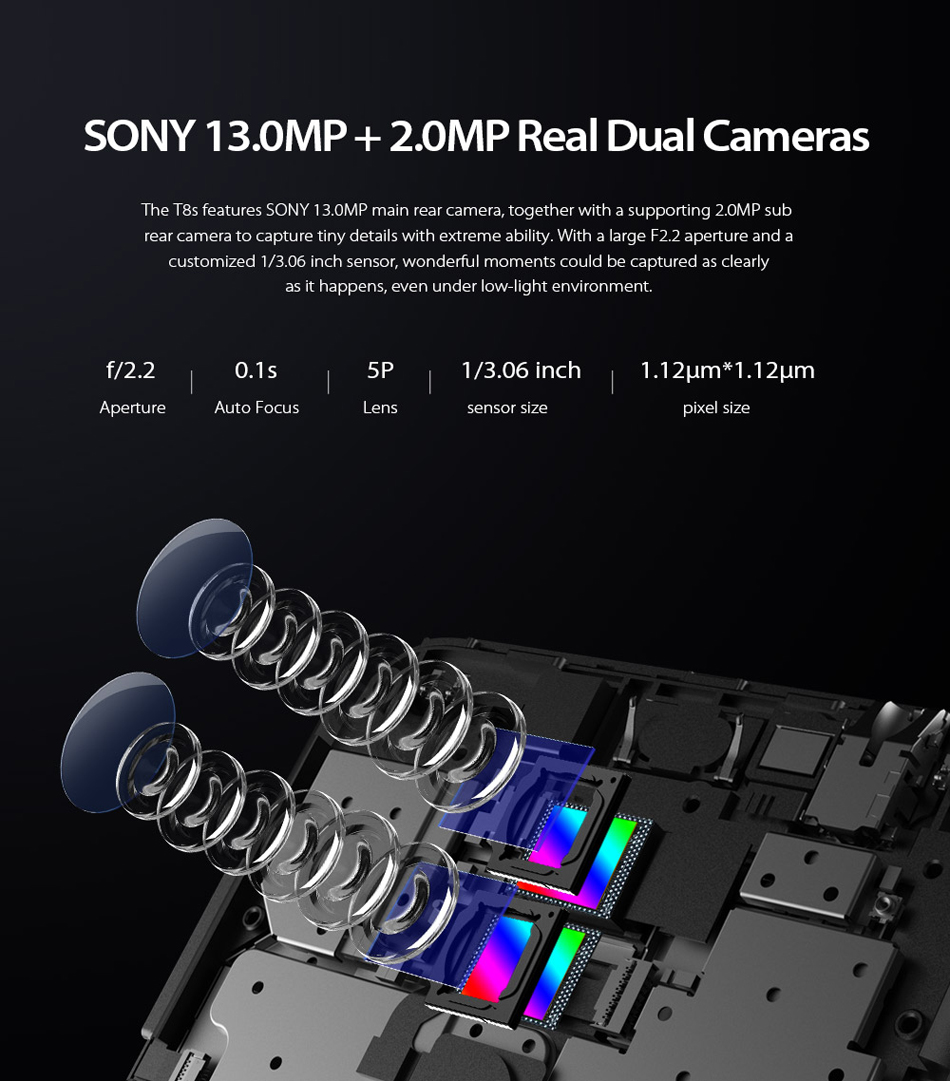 SONY 13.0MP + 2.0MP Real Dual Cameras
The T8s features SONY 13.0MP main rear camera, together with a supporting 2.0MP sub
rear camera to capture tiny details with extreme ability. With a large F2.2 aperture and a
customized 1/3.06 inch sensor, wonderful moments could be captured as clearly
as it happens, even under low-light environment.
f/2.2 | 0.1s | 5P | 1/3.06 inch | 1.12μm*1.12μm
Aperture Auto Focus Lens sensor size pixel size